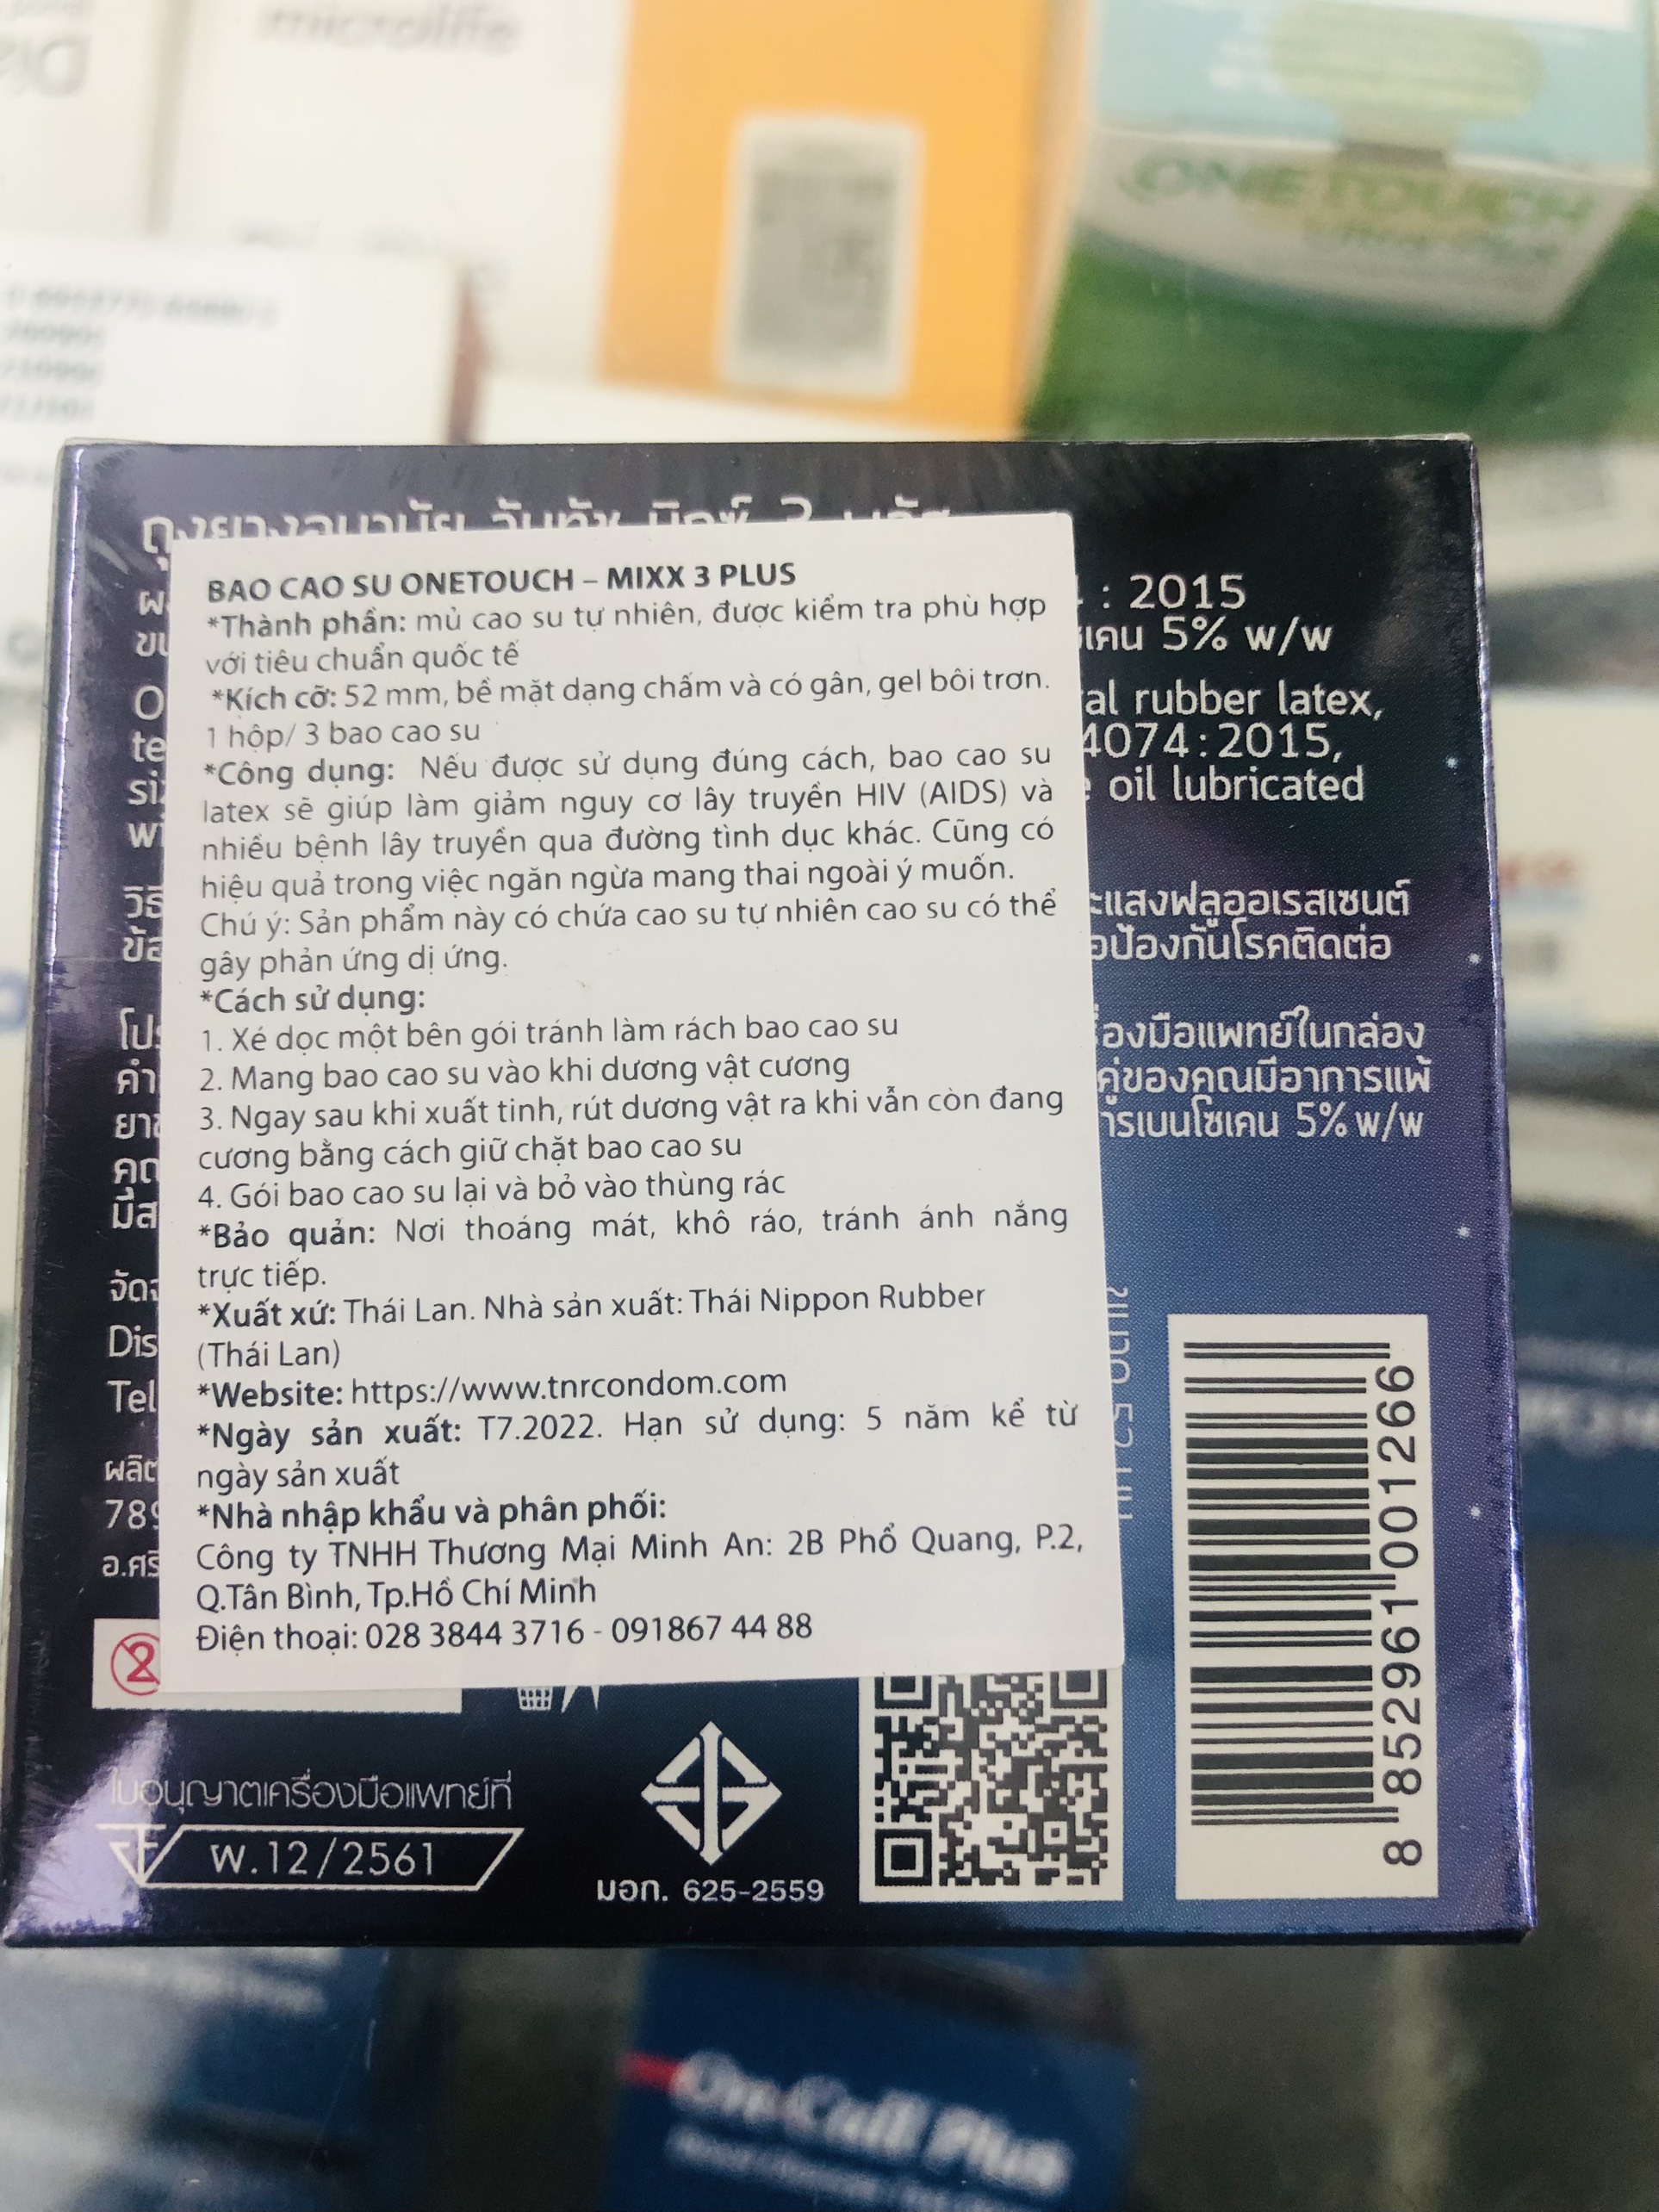 microlife
ONETOUCH
BAO CAO SU ONETOUCH – MIXX 3 PLUS
*Thành phần: mủ cao su tự nhiên, được kiểm tra phù hợp
với tiêu chuẩn quốc tế
*Kích cỡ: 52 mm, bề mặt dạng chấm và có gân, gel bôi trơn.
1 hộp/ 3 bao cao su
*Công dụng: Nếu được sử dụng đúng cách, bao cao su
latex sẽ giúp làm giảm nguy cơ lây truyền HIV (AIDS) và
nhiều bệnh lây truyền qua đường tình dục khác. Cũng có
hiệu quả trong việc ngăn ngừa mang thai ngoài ý muốn.
Chú ý: Sản phẩm này có chứa cao su tự nhiên cao su có thể
gây phản ứng dị ứng.
*Cách sử dụng:
1. Xé dọc một bên gói tránh làm rách bao cao su
2. Mang bao cao su vào khi dương vật cương
3. Ngay sau khi xuất tinh, rút dương vật ra khi vẫn còn đang
cương bằng cách giữ chặt bao cao su
4. Gói bao cao su lại và bỏ vào thùng rác
*Bảo quản: Nơi thoáng mát, khô ráo, tránh ánh nắng
trực tiếp.
*Xuất xứ: Thái Lan. Nhà sản xuất: Thái Nippon Rubber
(Thái Lan)
*Website: https://www.tnrcondom.com
*Ngày sản xuất: T7.2022. Hạn sử dụng: 5 năm kể từ
ngày sản xuất
*Nhà nhập khẩu và phân phối:
Công ty TNHH Thương Mại Minh An: 2B Phổ Quang, P.2,
Q.Tân Bình, Tp.Hồ Chí Minh
Điện thoại: 028 3844 3716 - 091867 44 88
: 2015
5% w/w
al rubber latex,
4074:2015,
oil lubricated
ะแสงฟลูออเรสเซนต์
อป้องกันโรคติดต่อ
องมือแพทย์ในกล่อง
คู่ของคุณมีอาการแพ้
ารเบนโซเคน 5% w/w
Dis
Tel
789
2
ใบอนุญาตเครื่องมือแพทย์ที่
ผ.12/2561
มอก. 625-2559
8 852961 001266
On Call Plus